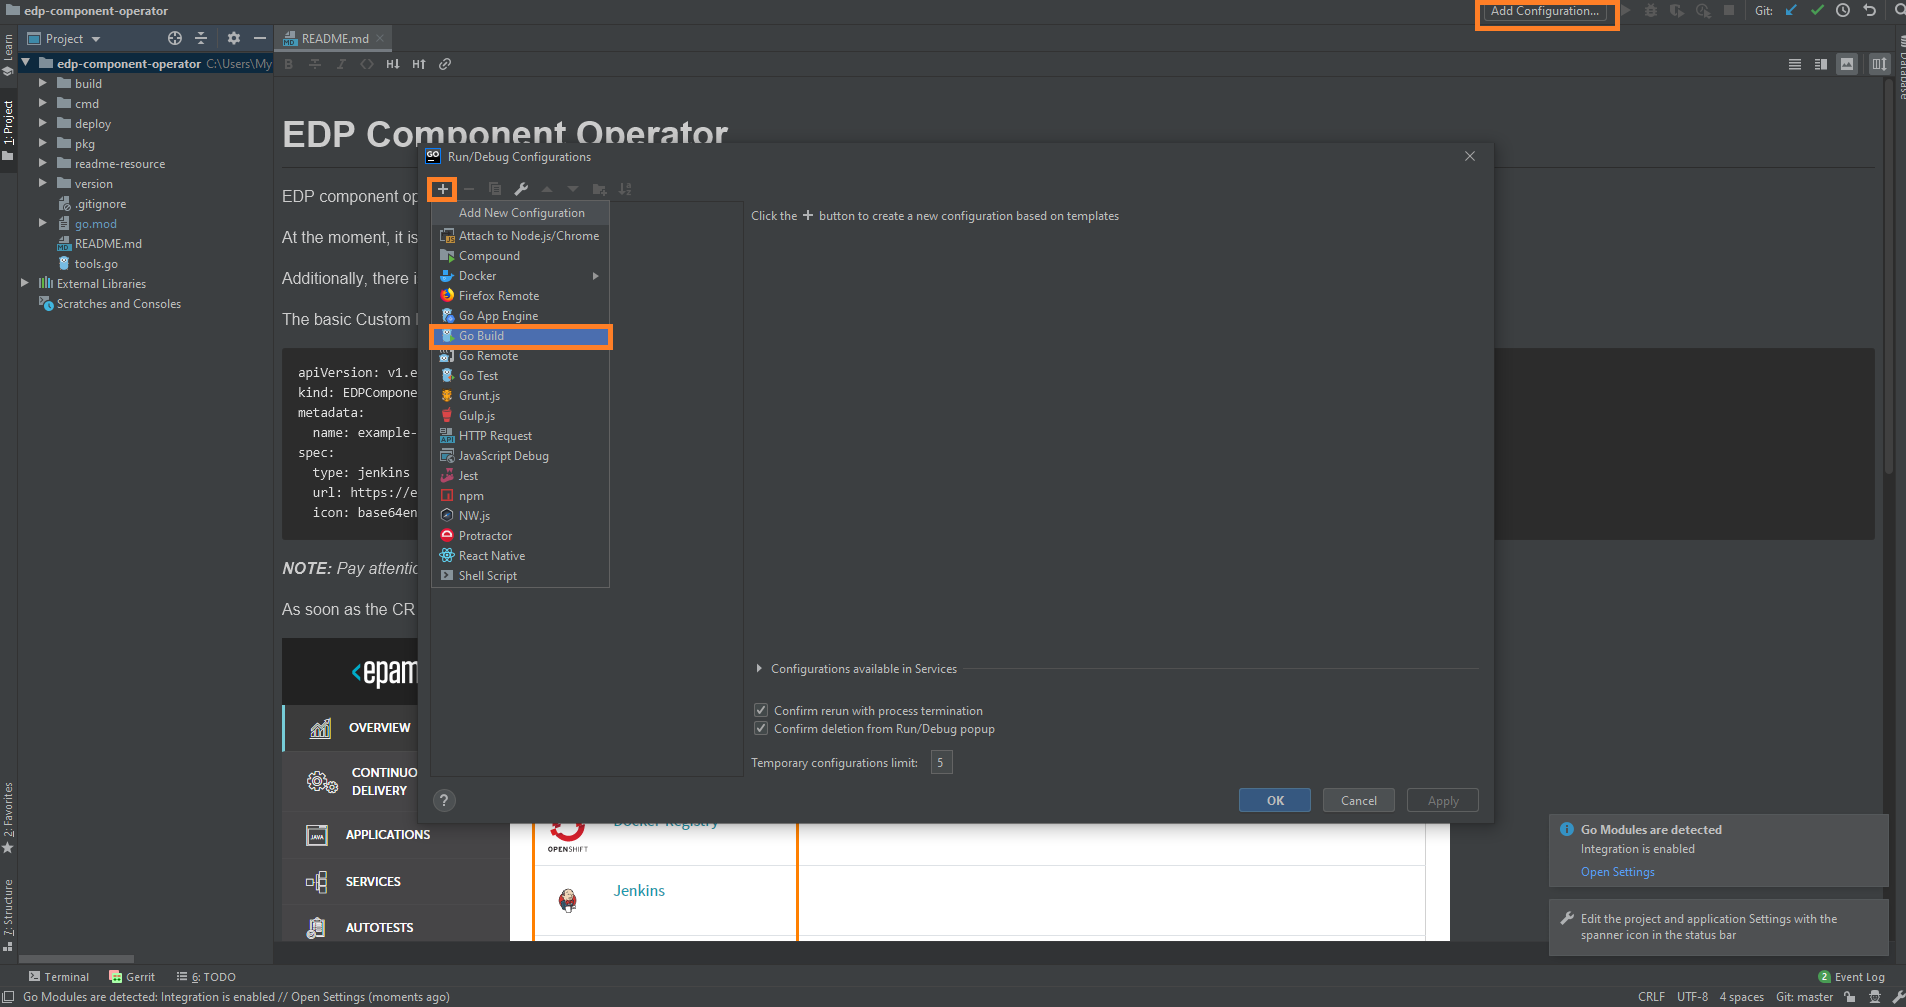 edp-component-operator
Add Configuration...
Git:
Project
README.md
Learn
1: Project
2: Favorites
7: Structure
Database
edp-component-operator C:\Users\My
build
cmd
deploy
pkg
readme-resource
version
.gitignore
go.mod
README.md
tools.go
External Libraries
Scratches and Consoles
B I <> H↓ H↑
EDP Component Operator
EDP component op
At the moment, it is
Additionally, there i
The basic Custom
apiVersion: v1.e
kind: EDPCompone
metadata:
name: example-
spec:
type: jenkins
url: https://e
icon: base64en
NOTE: Pay attentio
As soon as the CR
<epam
OVERVIEW
CONTINUO
DELIVERY
JAVA
APPLICATIONS
SERVICES
AUTOTESTS
GO
Run/Debug Configurations
Add New Configuration
Attach to Node.js/Chrome
Compound
Docker
Firefox Remote
Go App Engine
Go Build
Go Remote
Go Test
Grunt.js
Gulp.js
HTTP Request
JavaScript Debug
Jest
npm
NW.js
Protractor
React Native
Shell Script
Click the + button to create a new configuration based on templates
Configurations available in Services
Confirm rerun with process termination
Confirm deletion from Run/Debug popup
Temporary configurations limit: 5
?
OK
Cancel
Apply
OPENSHIFT
Docker Registry
Jenkins
Go Modules are detected
Integration is enabled
Open Settings
Edit the project and application Settings with the
spanner icon in the status bar
Terminal
Gerrit
6: TODO
2 Event Log
Go Modules are detected: Integration is enabled // Open Settings (moments ago)
CRLF UTF-8 4 spaces Git: master